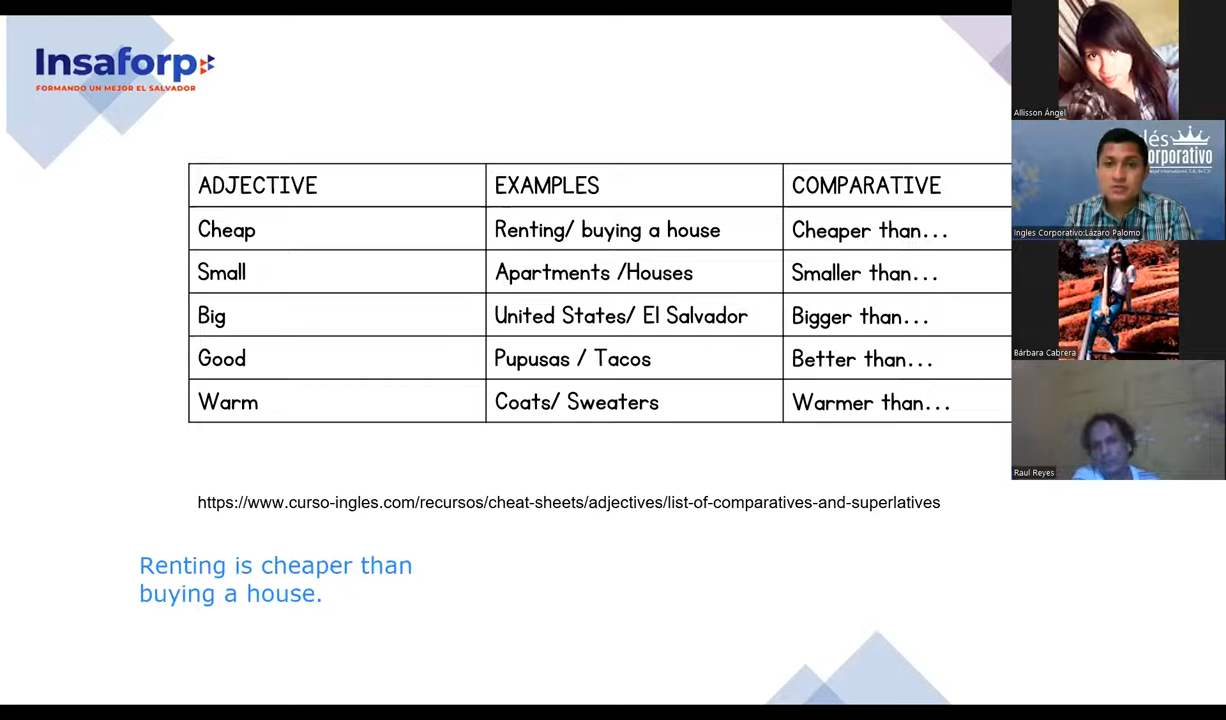 Insaforp
FORMANDO UN MEJOR EL SALVADOR
ADJECTIVE EXAMPLES COMPARATIVE
Cheap Renting/ buying a house Cheaper than...
Small Apartments /Houses Smaller than...
Big United States/ El Salvador Bigger than...
Good Pupusas / Tacos Better than...
Warm Coats/ Sweaters Warmer than...
https://www.curso-ingles.com/recursos/cheat-sheets/adjectives/list-of-comparatives-and-superlatives
Renting is cheaper than
buying a house.
Allisson Ángel
lés
orporativo
Ingles Corporativo:Lázaro Palomo
Bárbara Cabrera
Raul Reyes